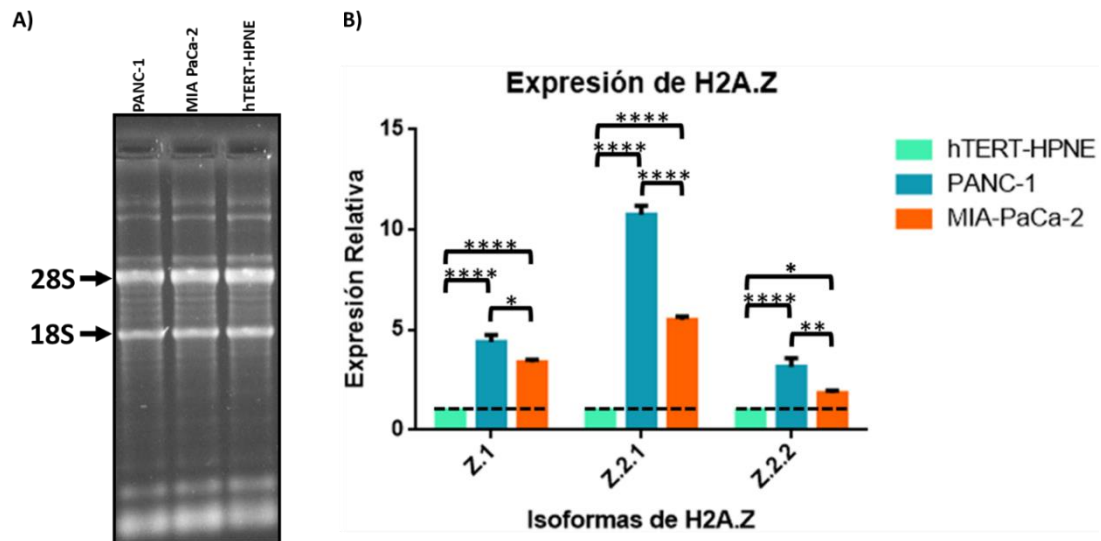 A)
PANC-1
MIA PaCa-2
hTERT-HPNE
28S
18S
B)
Expresión de H2A.Z
Expresión Relativa
15
10
5
0
****
****
*
****
****
****
*
****
**
Z.1
Z.2.1
Z.2.2
Isoformas de H2A.Z
hTERT-HPNE
PANC-1
MIA-PaCa-2